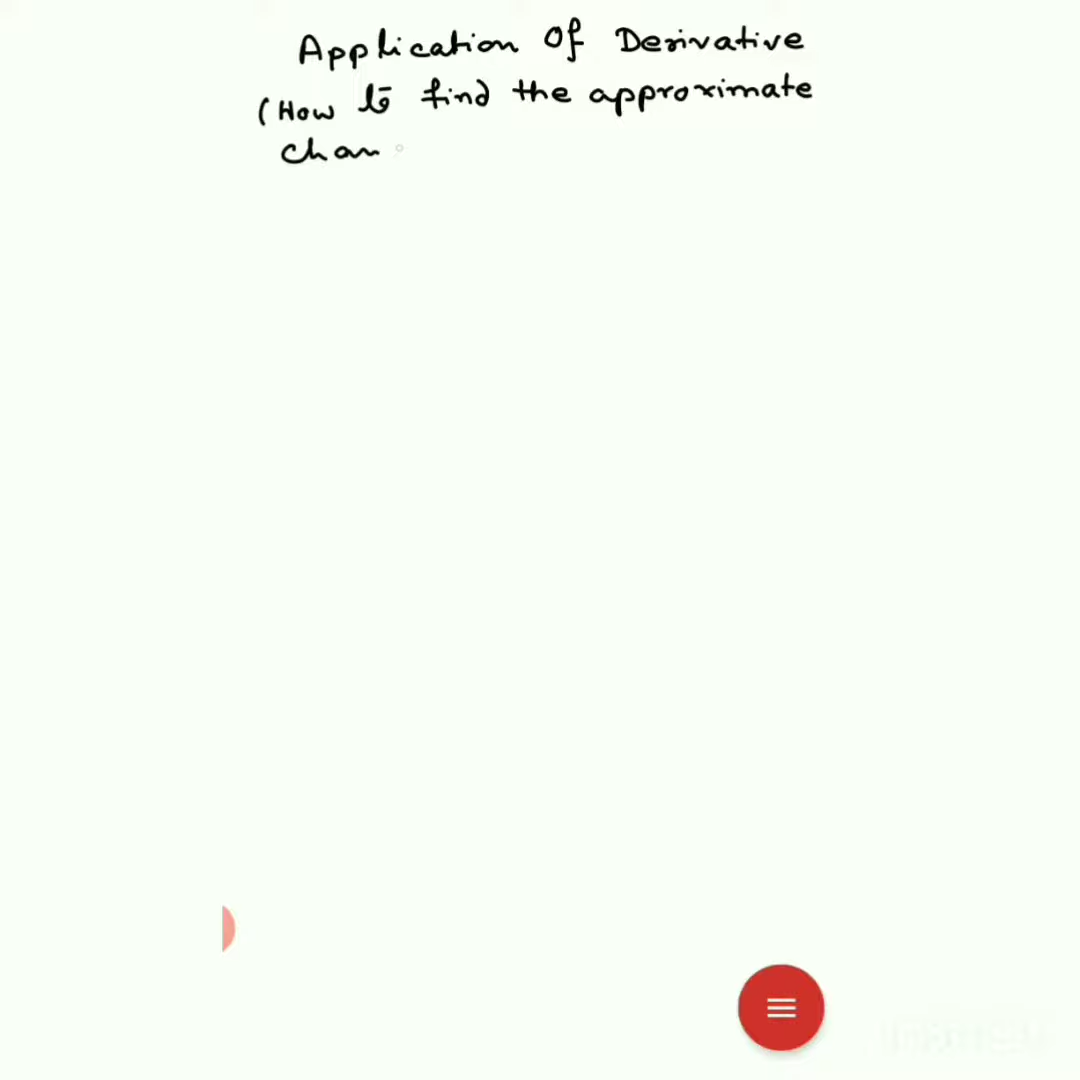 Application Of Derivative
(How to find the approximate
chan